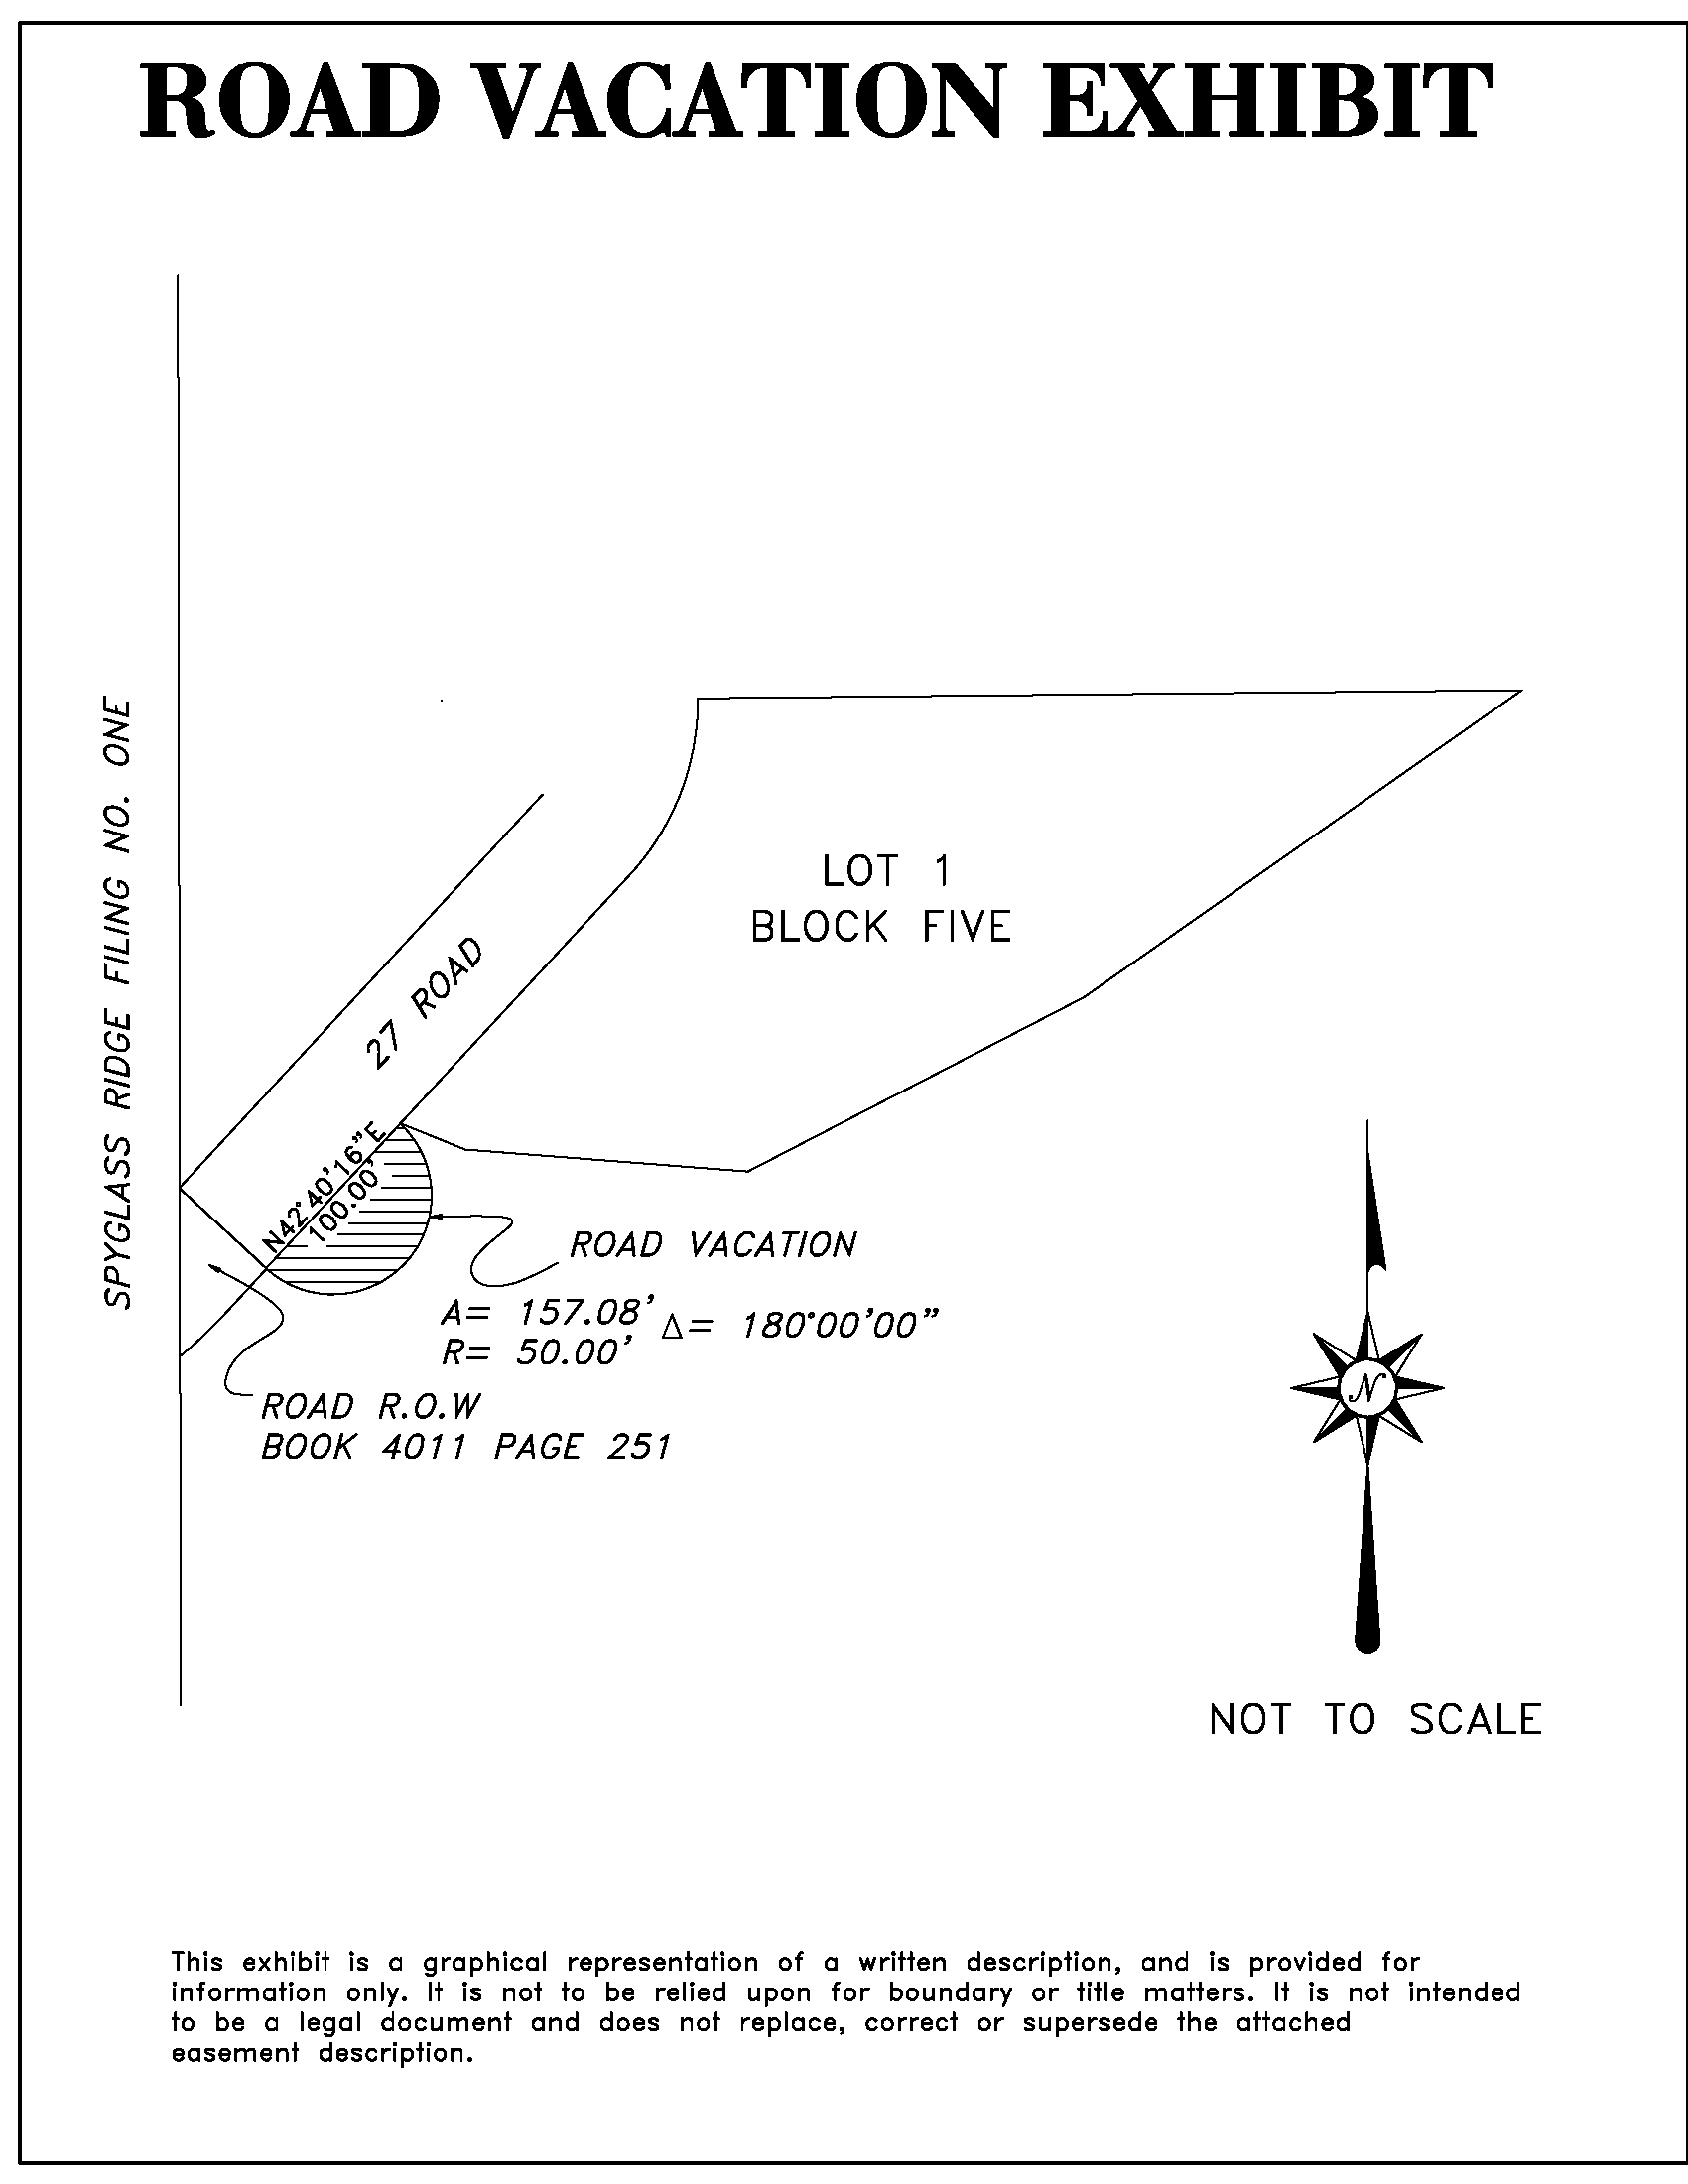 ROAD VACATION EXHIBIT
SPYGLASS RIDGE FILING NO. ONE
LOT 1
BLOCK FIVE
27 ROAD
N42°40'16"E
100.00'
ROAD VACATION
A= 157.08'
R= 50.00'
Δ= 180°00'00"
ROAD R.O.W
BOOK 4011 PAGE 251
N
NOT TO SCALE
This exhibit is a graphical representation of a written description, and is provided for
information only. It is not to be relied upon for boundary or title matters. It is not intended
to be a legal document and does not replace, correct or supersede the attached
easement description.